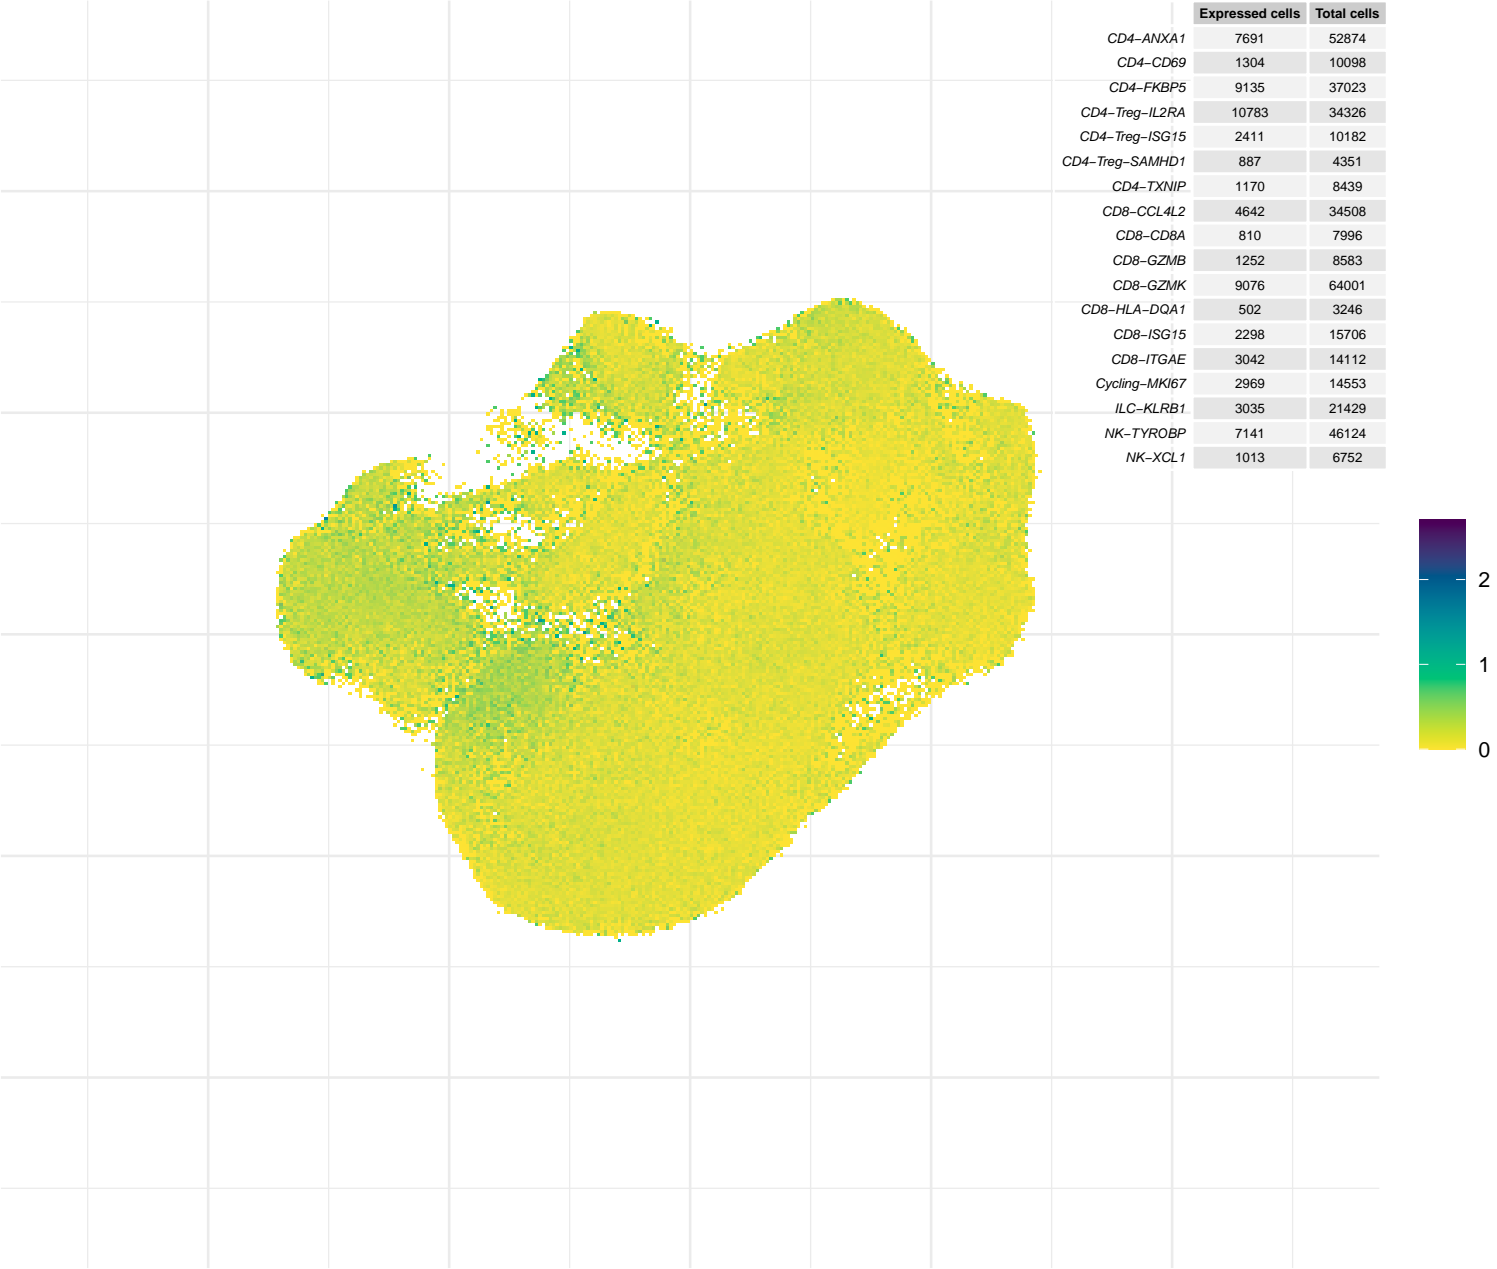 Expressed cells Total cells
CD4−ANXA1 7691 52874
CD4−CD69 1304 10098
CD4−FKBP5 9135 37023
CD4−Treg−IL2RA 10783 34326
CD4−Treg−ISG15 2411 10182
CD4−Treg−SAMHD1 887 4351
CD4−TXNIP 1170 8439
CD8−CCL4L2 4642 34508
CD8−CD8A 810 7996
CD8−GZMB 1252 8583
CD8−GZMK 9076 64001
CD8−HLA−DQA1 502 3246
CD8−ISG15 2298 15706
CD8−ITGAE 3042 14112
Cycling−MKI67 2969 14553
ILC−KLRB1 3035 21429
NK−TYROBP 7141 46124
NK−XCL1 1013 6752
2
1
0